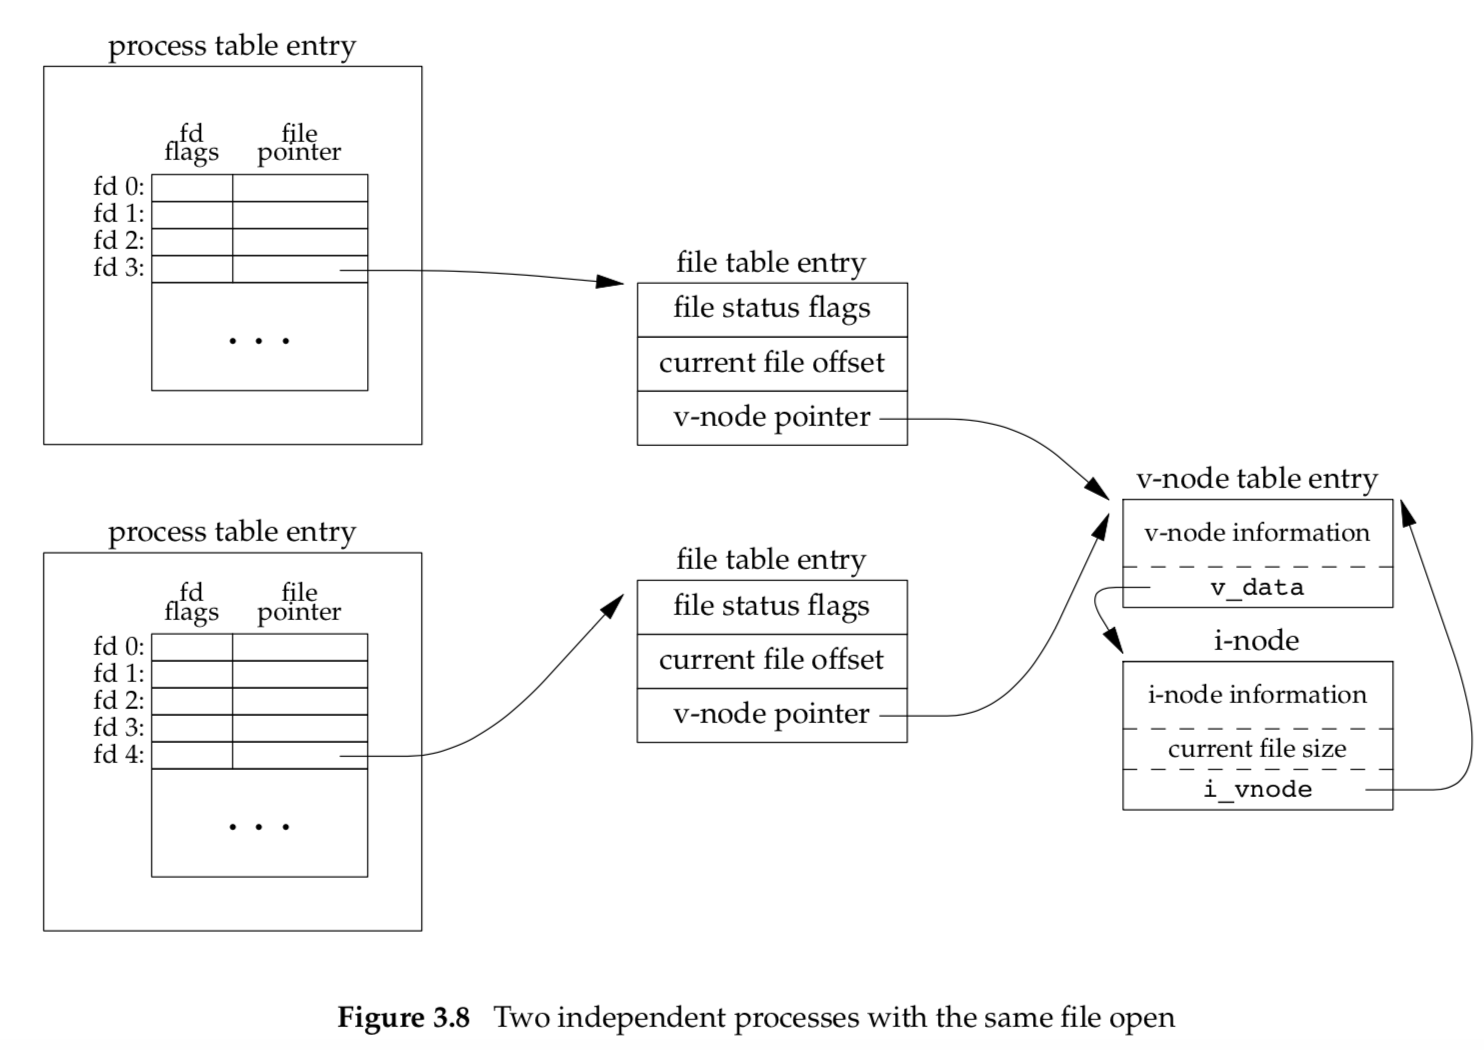 process table entry
fd
flags
file
pointer
fd 0:
fd 1:
fd 2:
fd 3:
. . .
file table entry
file status flags
current file offset
v-node pointer
process table entry
fd
flags
file
pointer
fd 0:
fd 1:
fd 2:
fd 3:
fd 4:
. . .
file table entry
file status flags
current file offset
v-node pointer
v-node table entry
v-node information
v_data
i-node
i-node information
current file size
i_vnode
Figure 3.8 Two independent processes with the same file open